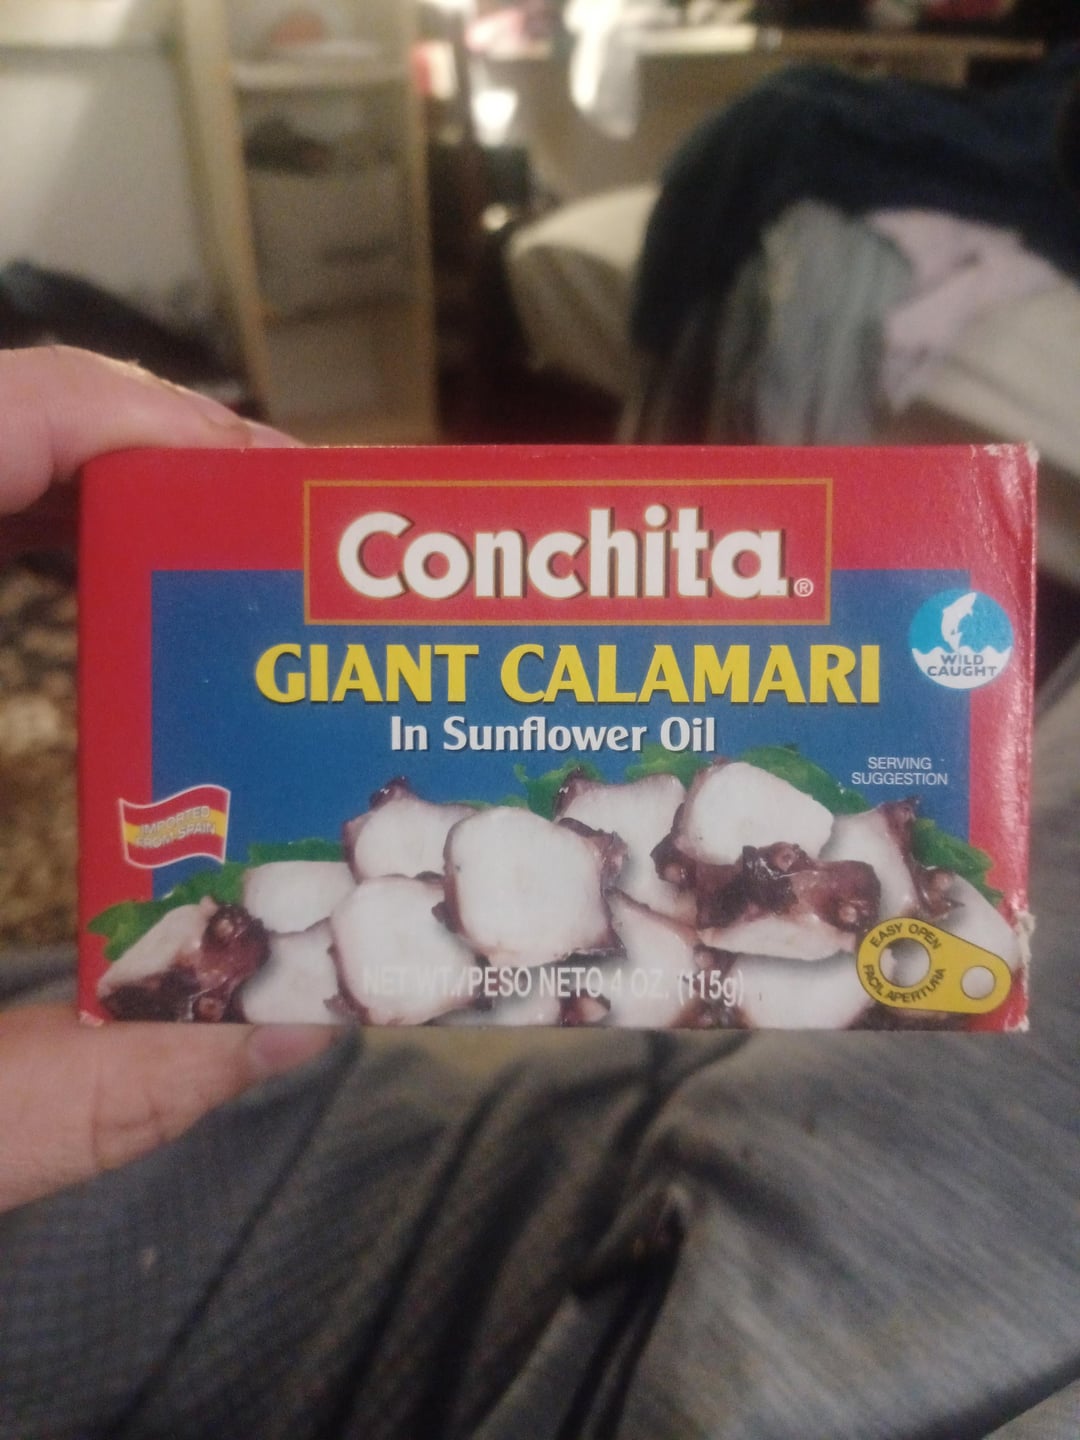 Conchita®
GIANT CALAMARI
In Sunflower Oil
WILD
CAUGHT
SERVING
SUGGESTION
IMPORTED
FROM SPAIN
EASY OPEN
FACIL APERTURA
NET WT./PESO NETO 4 OZ. (115g)